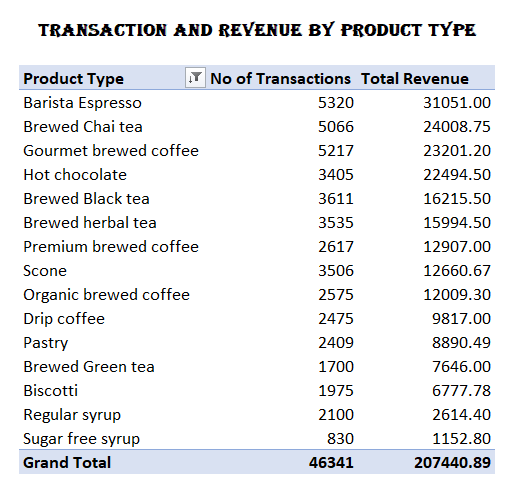 TRANSACTION AND REVENUE BY PRODUCT TYPE
Product Type No of Transactions Total Revenue
Barista Espresso 5320 31051.00
Brewed Chai tea 5066 24008.75
Gourmet brewed coffee 5217 23201.20
Hot chocolate 3405 22494.50
Brewed Black tea 3611 16215.50
Brewed herbal tea 3535 15994.50
Premium brewed coffee 2617 12907.00
Scone 3506 12660.67
Organic brewed coffee 2575 12009.30
Drip coffee 2475 9817.00
Pastry 2409 8890.49
Brewed Green tea 1700 7646.00
Biscotti 1975 6777.78
Regular syrup 2100 2614.40
Sugar free syrup 830 1152.80
Grand Total 46341 207440.89